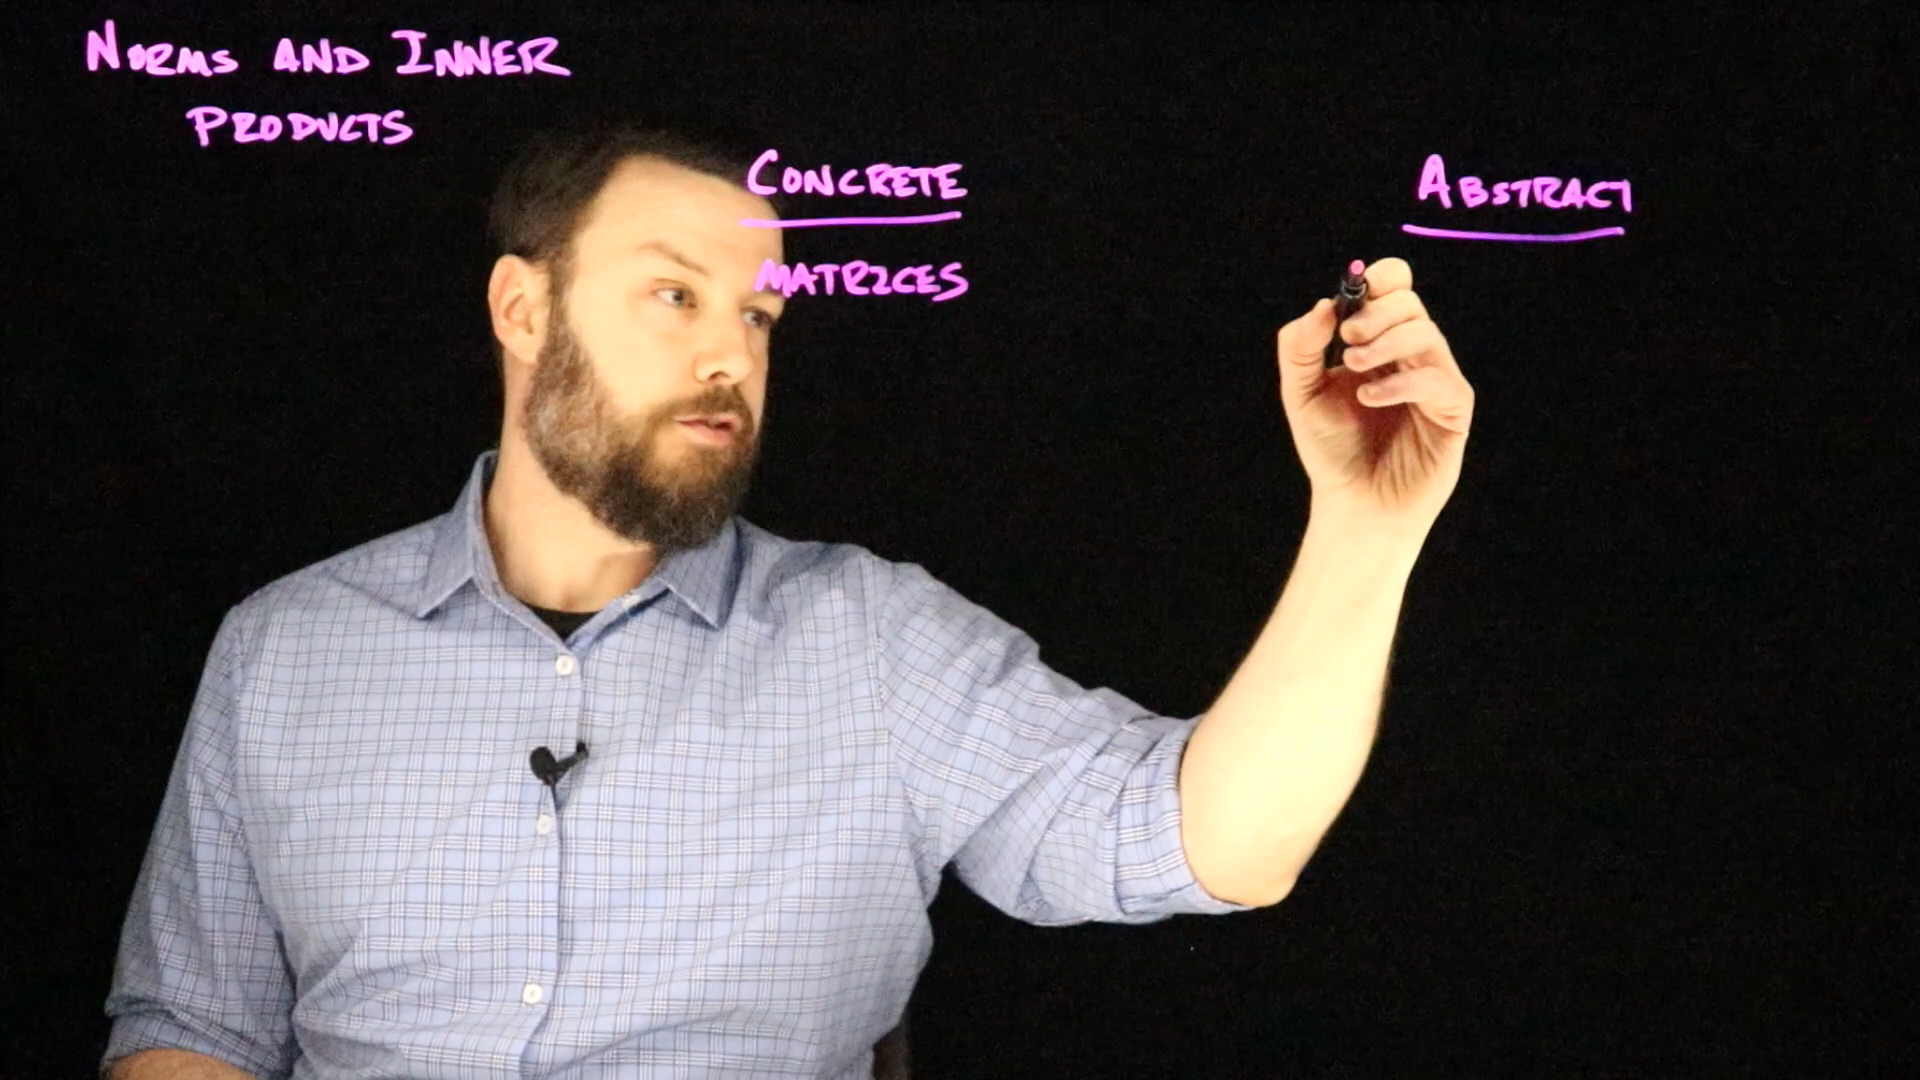 NORMS AND INNER
PRODUCTS
CONCRETE
ABSTRACT
MATRICES